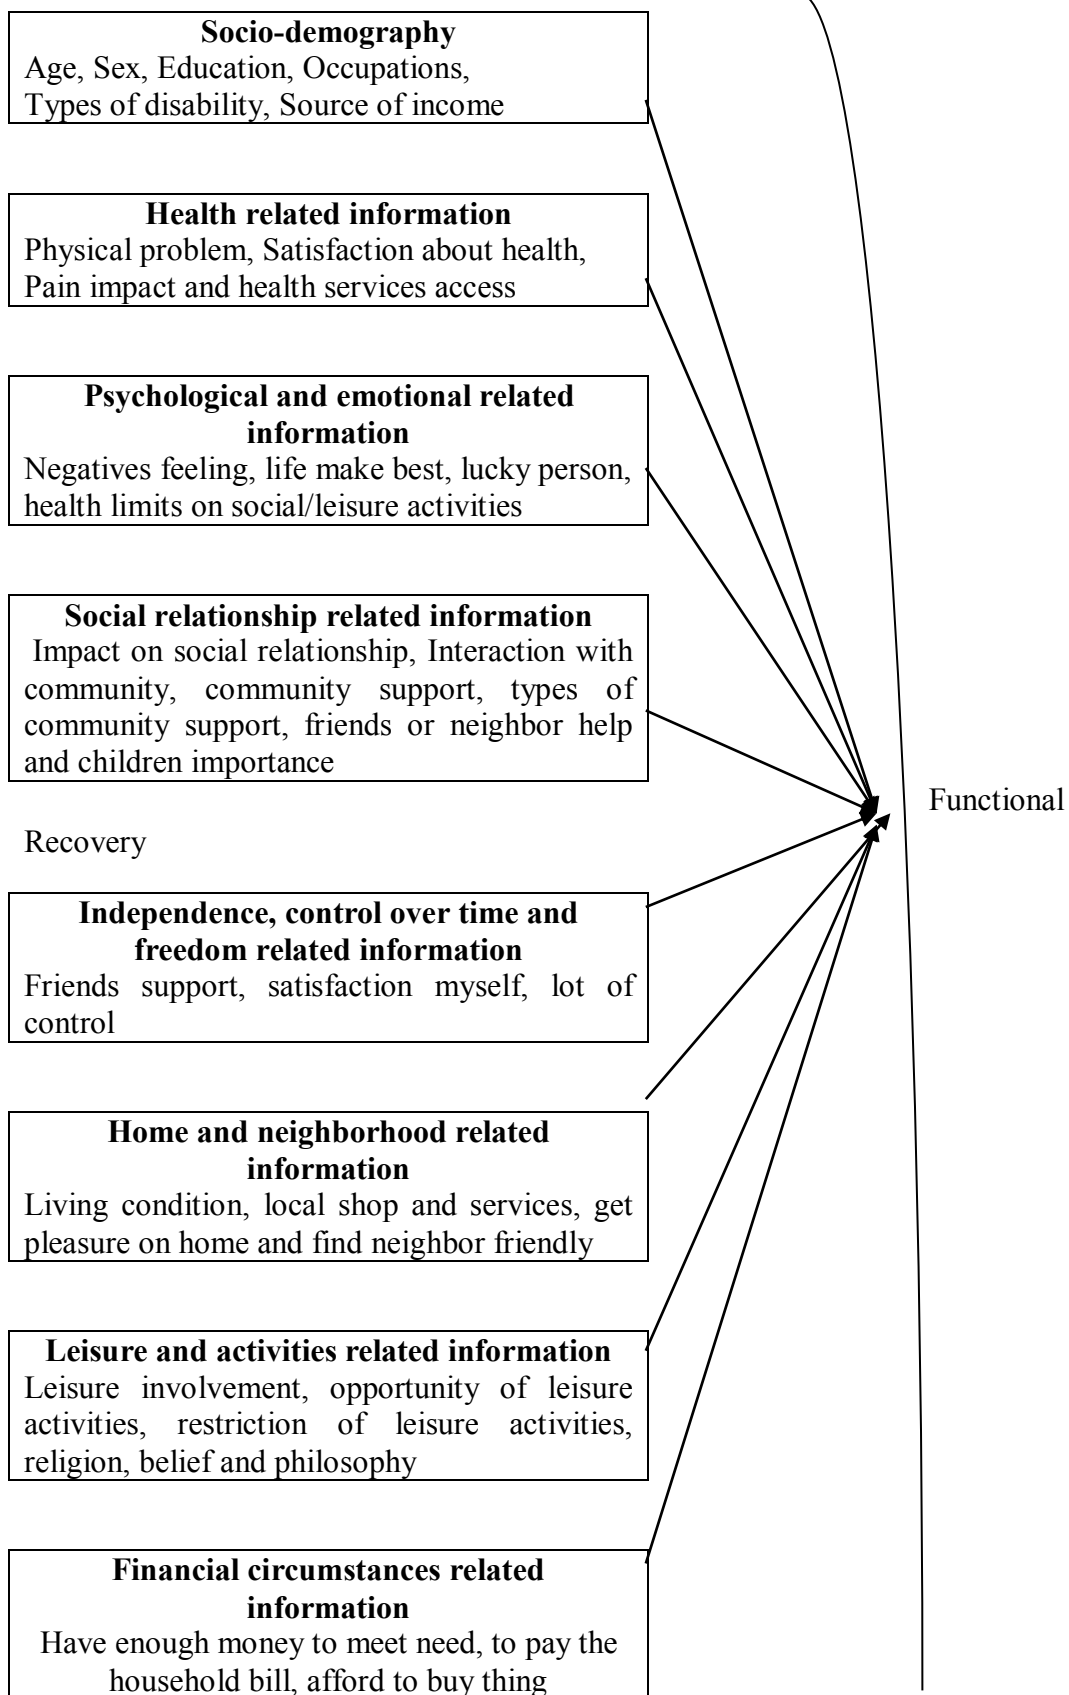 Socio-demography
Age, Sex, Education, Occupations,
Types of disability, Source of income
Health related information
Physical problem, Satisfaction about health,
Pain impact and health services access
Psychological and emotional related
information
Negatives feeling, life make best, lucky person,
health limits on social/leisure activities
Social relationship related information
Impact on social relationship, Interaction with
community, community support, types of
community support, friends or neighbor help
and children importance
Functional
Recovery
Independence, control over time and
freedom related information
Friends support, satisfaction myself, lot of
control
Home and neighborhood related
information
Living condition, local shop and services, get
pleasure on home and find neighbor friendly
Leisure and activities related information
Leisure involvement, opportunity of leisure
activities, restriction of leisure activities,
religion, belief and philosophy
Financial circumstances related
information
Have enough money to meet need, to pay the
household bill, afford to buy thing